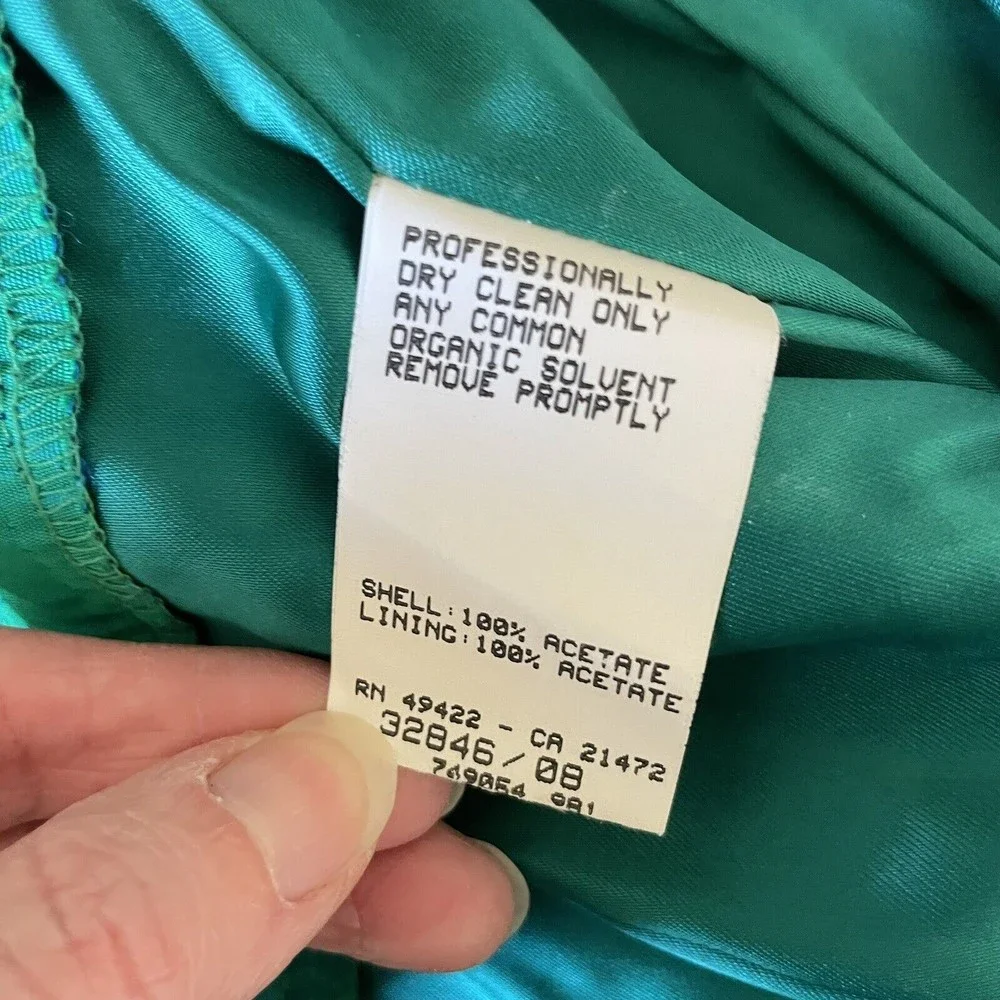 PROFESSIONALLY
DRY CLEAN ONLY
ANY COMMON
ORGANIC SOLVENT
REMOVE PROMPTLY
SHELL:100% ACETATE
LINING:100% ACETATE
RN 49422 - CA 21472
32846/08